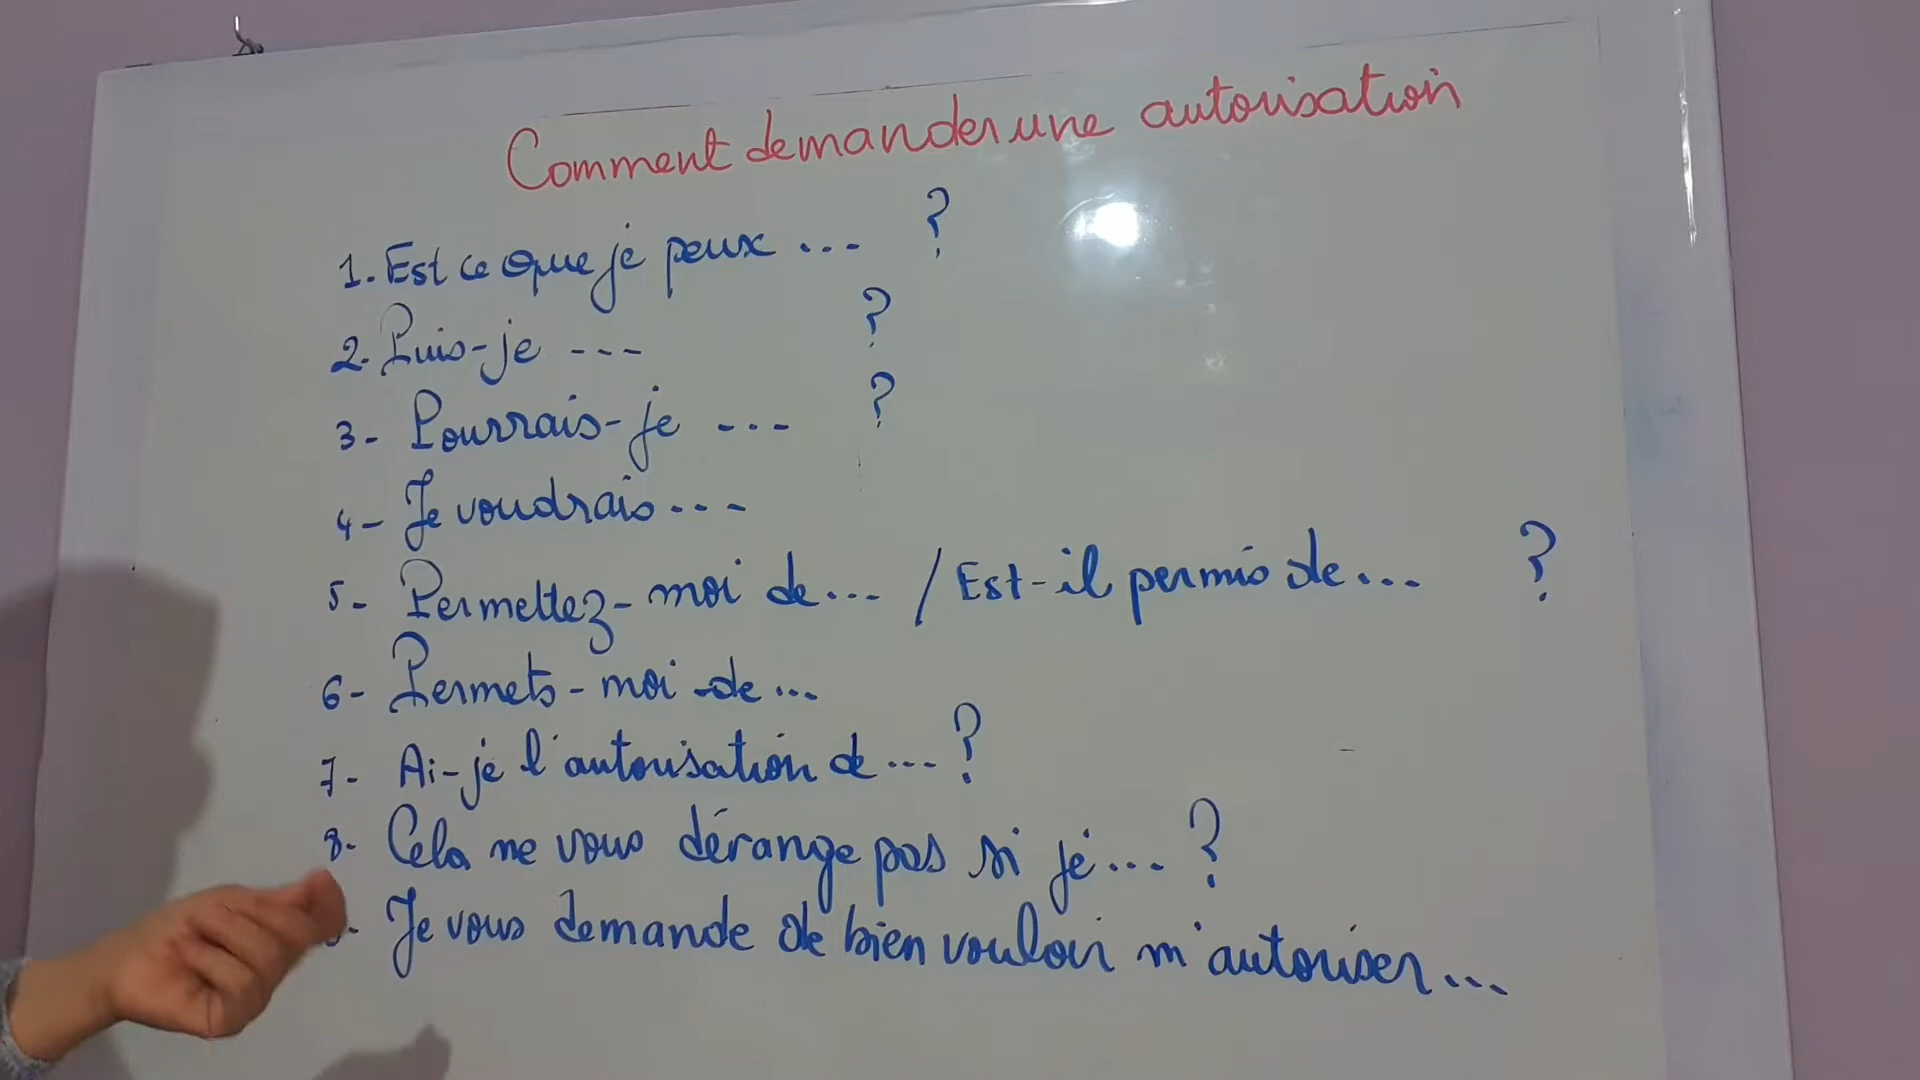 Comment demander une autorisation
1. Est ce que je peux ... ?
2. Puis-je --- ?
3- Pourrais-je --- ?
4- Je voudrais ---
5- Permettez-moi de... / Est-il permis de... ?
6- Permets-moi de...
7- Ai-je l'autorisation de ... ?
8- Cela ne vous dérange pas si je... ?
Je vous demande de bien vouloir m'autoriser...